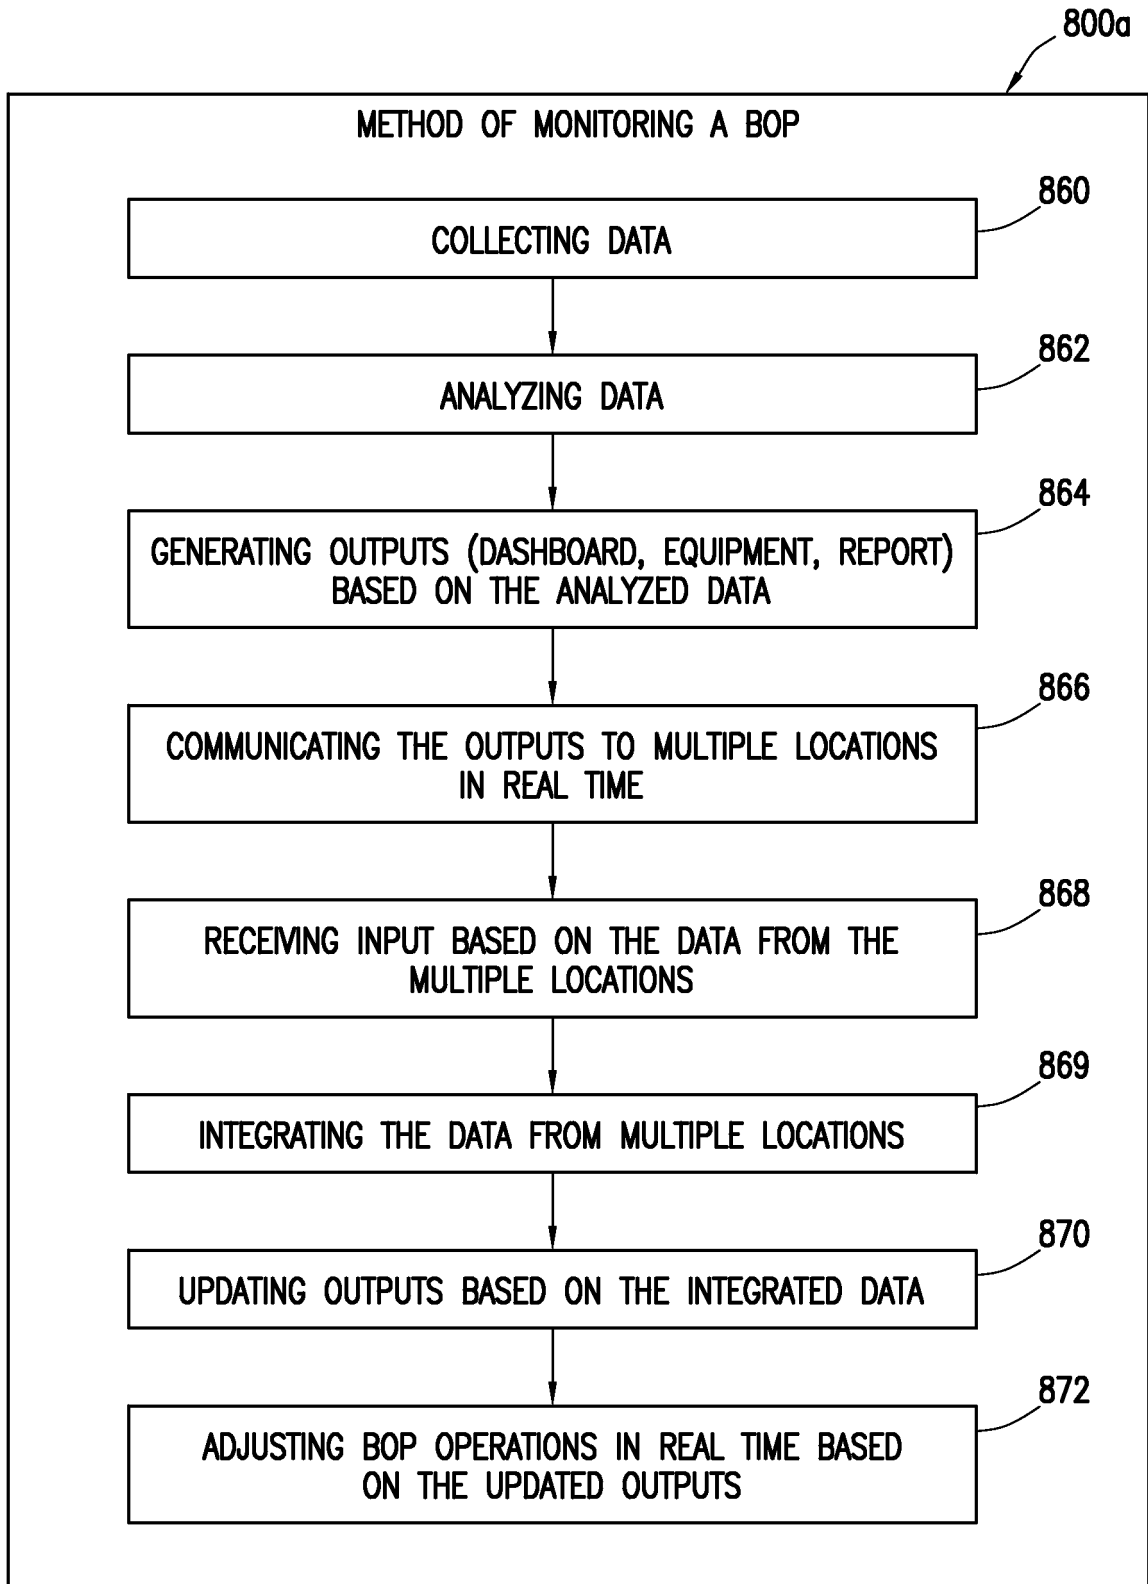 800a
METHOD OF MONITORING A BOP
860
COLLECTING DATA
862
ANALYZING DATA
864
GENERATING OUTPUTS (DASHBOARD, EQUIPMENT, REPORT)
BASED ON THE ANALYZED DATA
866
COMMUNICATING THE OUTPUTS TO MULTIPLE LOCATIONS
IN REAL TIME
868
RECEIVING INPUT BASED ON THE DATA FROM THE
MULTIPLE LOCATIONS
869
INTEGRATING THE DATA FROM MULTIPLE LOCATIONS
870
UPDATING OUTPUTS BASED ON THE INTEGRATED DATA
872
ADJUSTING BOP OPERATIONS IN REAL TIME BASED
ON THE UPDATED OUTPUTS